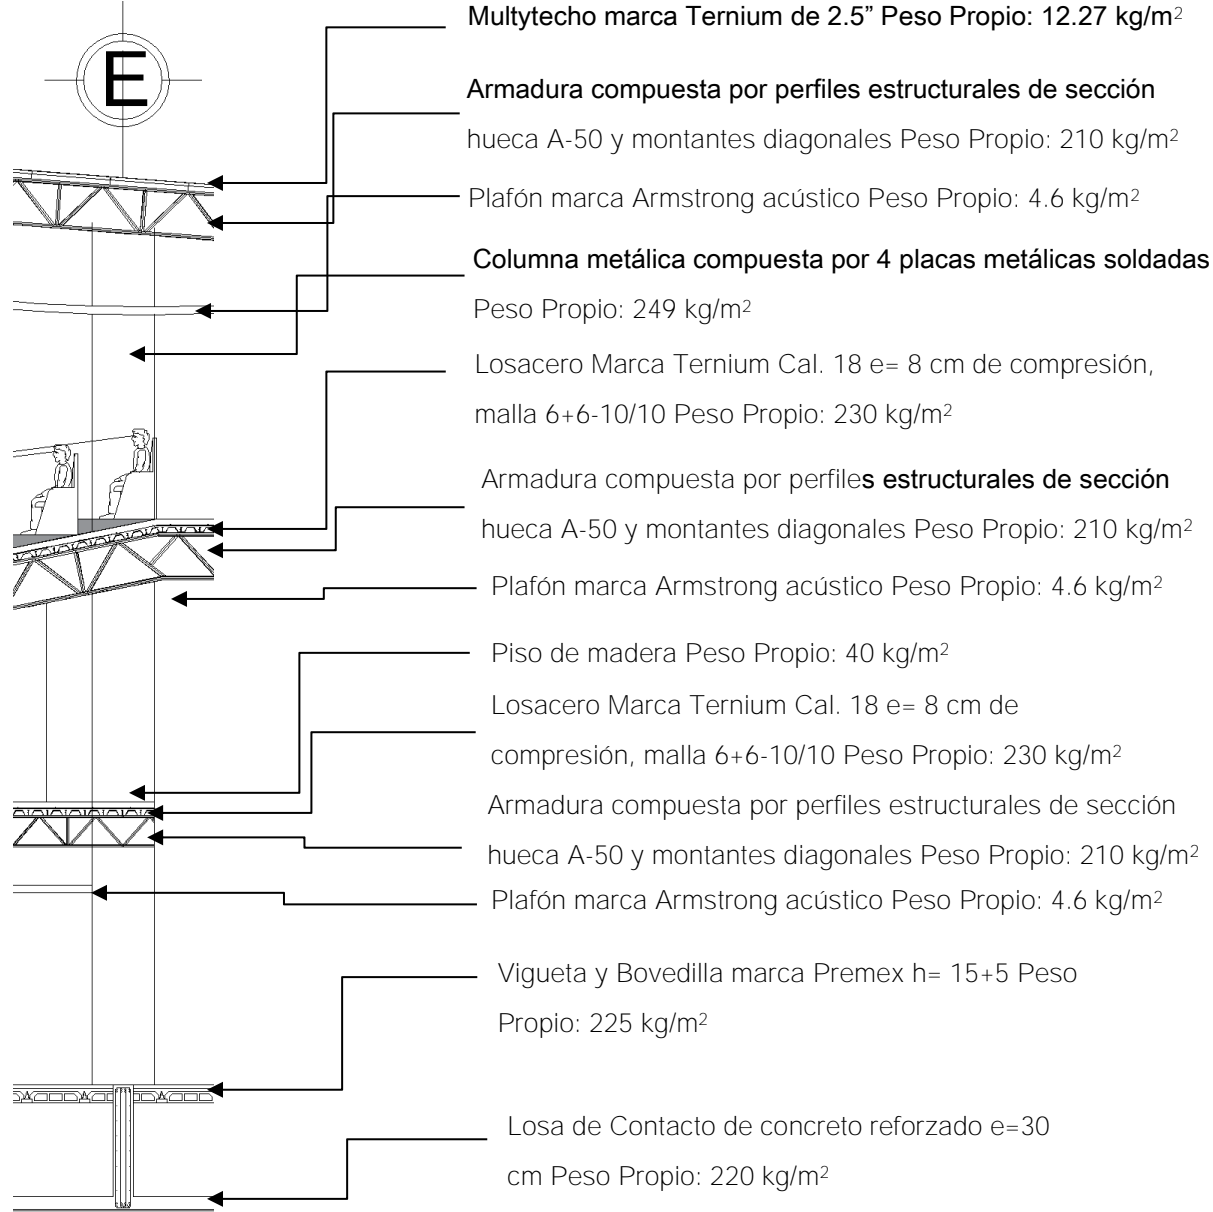 Multytecho marca Ternium de 2.5” Peso Propio: 12.27 kg/m²
E
Armadura compuesta por perfiles estructurales de sección
hueca A-50 y montantes diagonales Peso Propio: 210 kg/m²
Plafón marca Armstrong acústico Peso Propio: 4.6 kg/m²
Columna metálica compuesta por 4 placas metálicas soldadas
Peso Propio: 249 kg/m²
Losacero Marca Ternium Cal. 18 e= 8 cm de compresión,
malla 6+6-10/10 Peso Propio: 230 kg/m²
Armadura compuesta por perfiles estructurales de sección
hueca A-50 y montantes diagonales Peso Propio: 210 kg/m²
Plafón marca Armstrong acústico Peso Propio: 4.6 kg/m²
Piso de madera Peso Propio: 40 kg/m²
Losacero Marca Ternium Cal. 18 e= 8 cm de
compresión, malla 6+6-10/10 Peso Propio: 230 kg/m²
Armadura compuesta por perfiles estructurales de sección
hueca A-50 y montantes diagonales Peso Propio: 210 kg/m²
Plafón marca Armstrong acústico Peso Propio: 4.6 kg/m²
Vigueta y Bovedilla marca Premex h= 15+5 Peso
Propio: 225 kg/m²
Losa de Contacto de concreto reforzado e=30
cm Peso Propio: 220 kg/m²